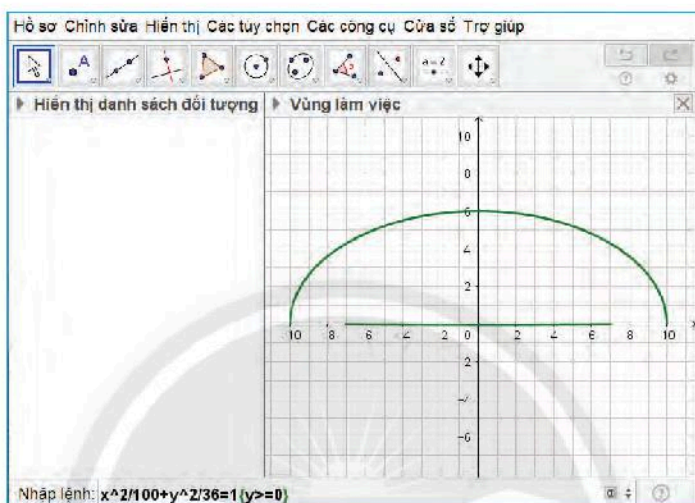 Hồ sơ Chỉnh sửa Hiển thị Các tùy chọn Các công cụ Cửa sổ Trợ giúp
A
a=2
Hiển thị danh sách đối tượng
Vùng làm việc
10
8
6
4
2
10 8 6 4 2 0 2 4 6 8 10 x
2
-4
-6
Nhập lệnh: x^2/100+y^2/36=1{y>=0}
α